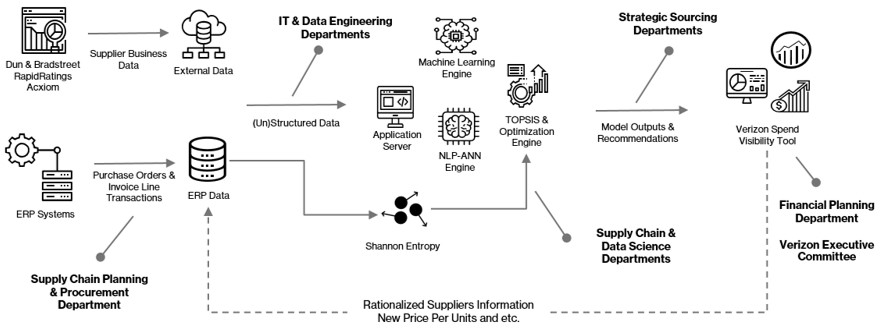 Dun & Bradstreet
RapidRatings
Acxiom
Supplier Business
Data
External Data
IT & Data Engineering
Departments
(Un)Structured Data
Machine Learning
Engine
Application
Server
NLP-ANN
Engine
TOPSIS &
Optimization
Engine
Strategic Sourcing
Departments
Model Outputs &
Recommendations
Verizon Spend
Visibility Tool
ERP Systems
Purchase Orders &
Invoice Line
Transactions
ERP Data
Shannon Entropy
Supply Chain &
Data Science
Departments
Financial Planning
Department
Verizon Executive
Committee
Supply Chain Planning
& Procurement
Department
Rationalized Suppliers Information
New Price Per Units and etc.